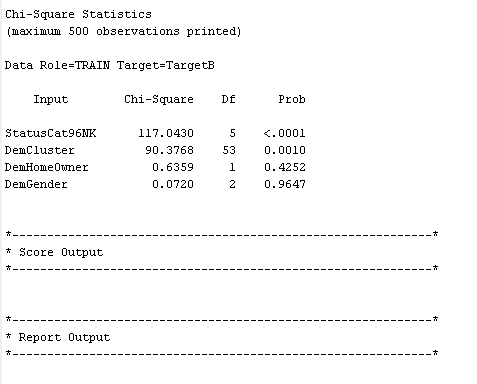 Chi-Square Statistics
(maximum 500 observations printed)
Data Role=TRAIN Target=TargetB
Input Chi-Square Df Prob
StatusCat96NK 117.0430 5 <.0001
DemCluster 90.3768 53 0.0010
DemHomeOwner 0.6359 1 0.4252
DemGender 0.0720 2 0.9647
*------------------------------------------------------------*
* Score Output
*------------------------------------------------------------*
*------------------------------------------------------------*
* Report Output
*------------------------------------------------------------*